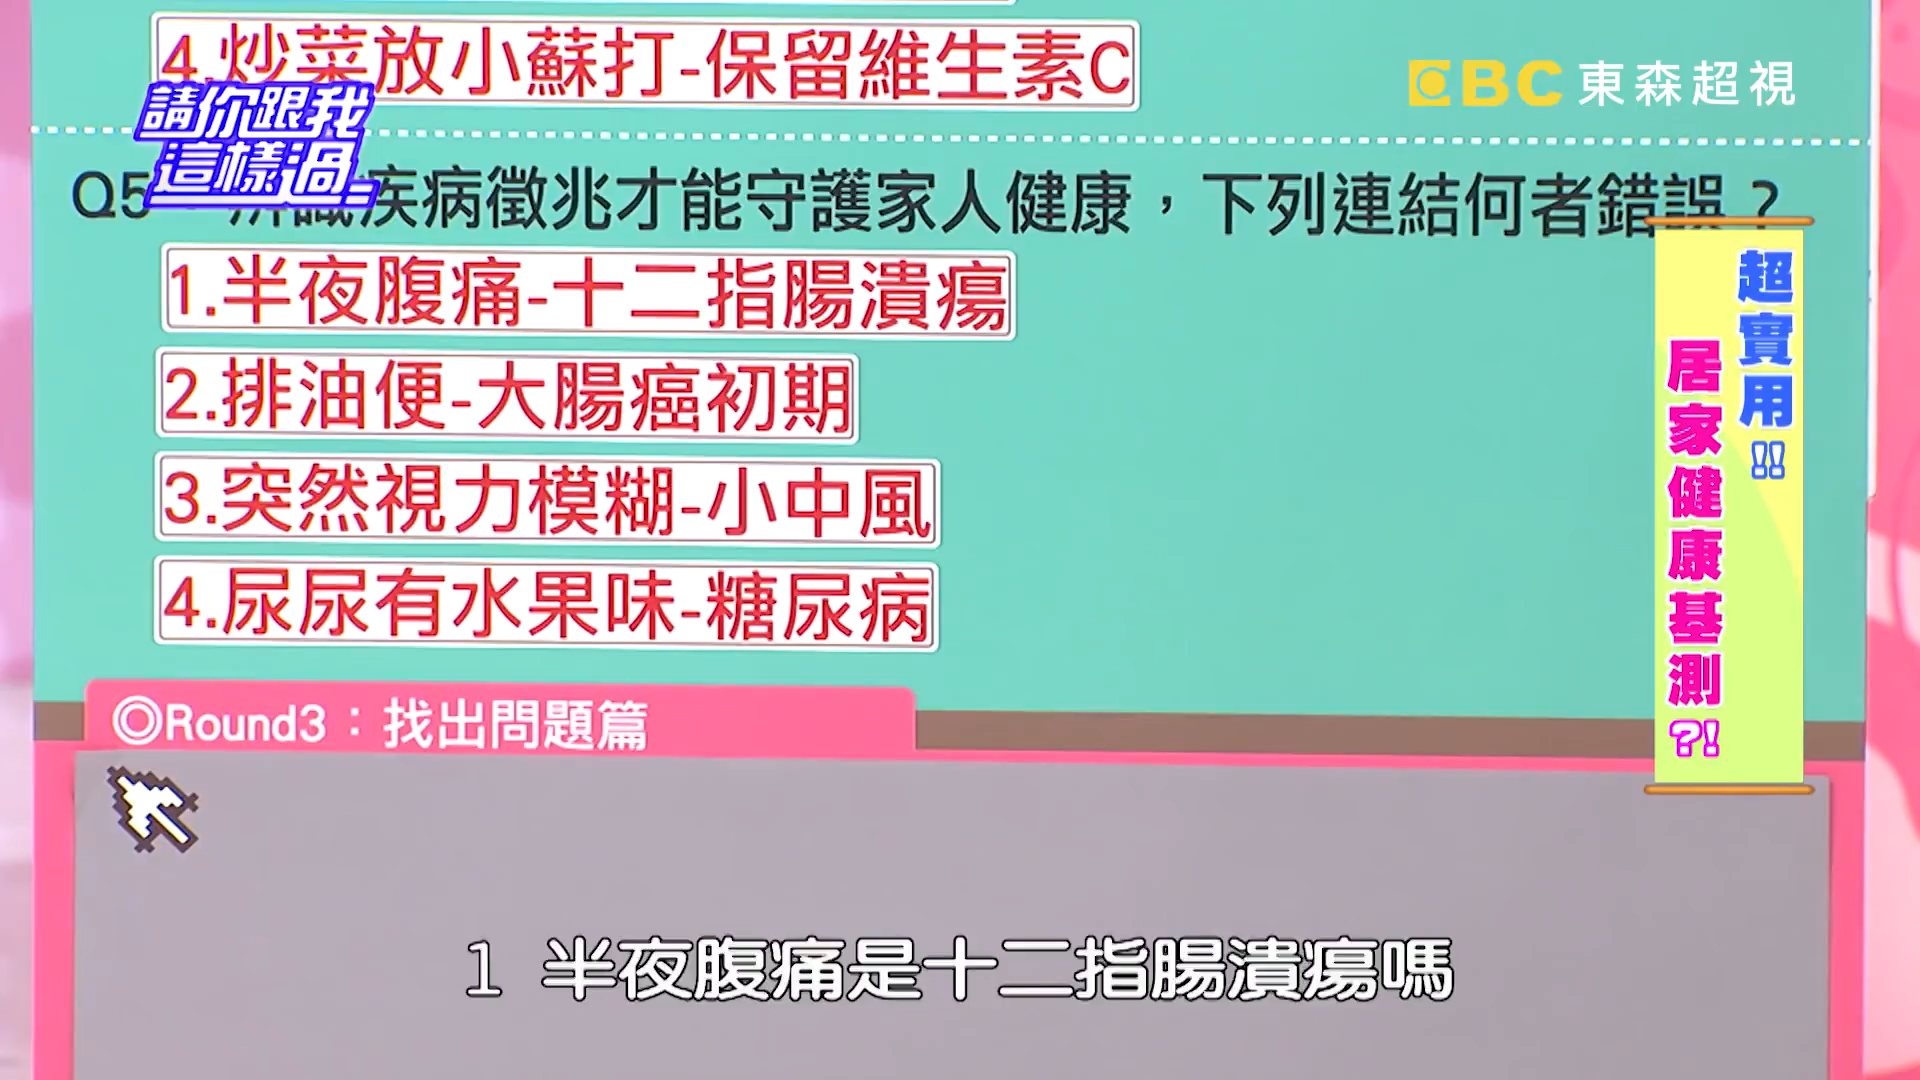 4.炒菜放小蘇打-保留維生素C
EBC 東森超視
請你跟我
這樣過
Q5 辨識疾病徵兆才能守護家人健康，下列連結何者錯誤？
1.半夜腹痛-十二指腸潰瘍
2.排油便-大腸癌初期
3.突然視力模糊-小中風
4.尿尿有水果味-糖尿病
超實用!!
居家健康基測?!
◎Round3：找出問題篇
1 半夜腹痛是十二指腸潰瘍嗎